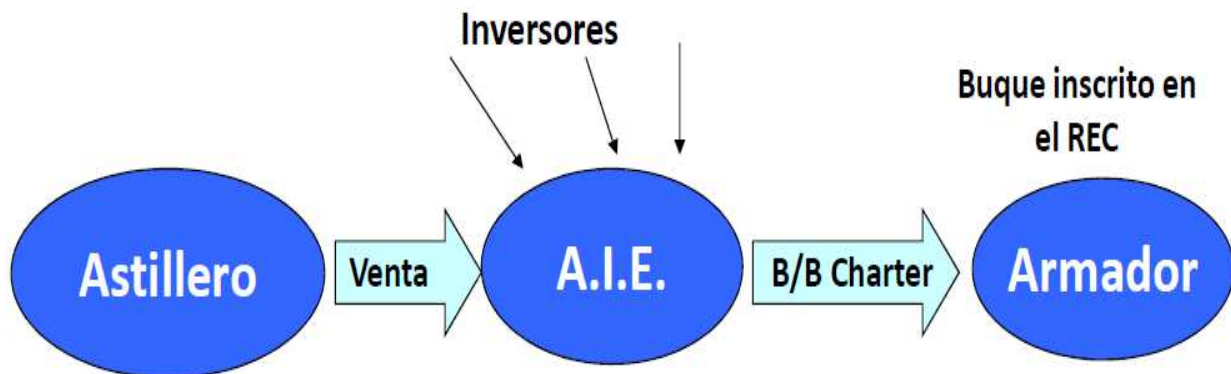 Inversores
Buque inscrito en
el REC
Astillero
Venta
A.I.E.
B/B Charter
Armador